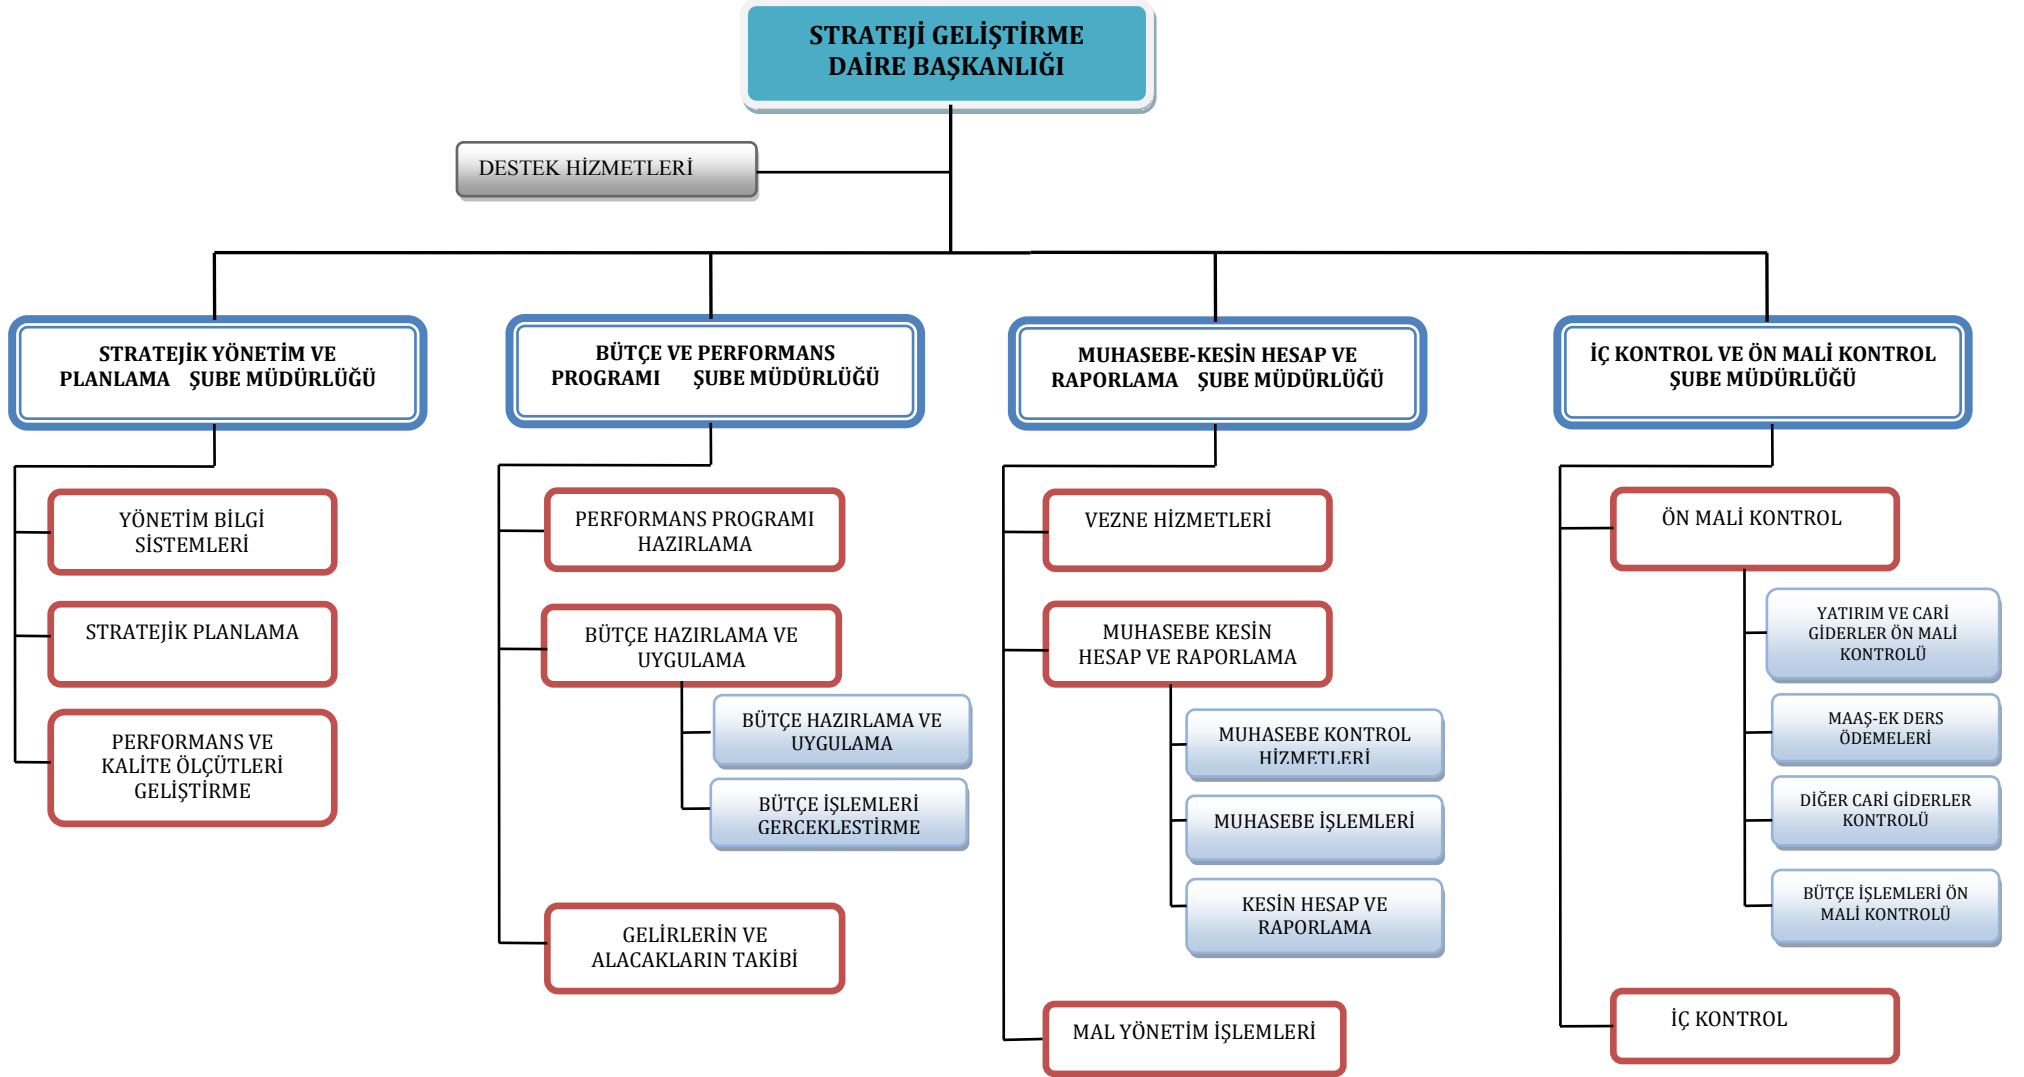 STRATEJİ GELİŞTİRME
DAİRE BAŞKANLIĞI
DESTEK HİZMETLERİ
STRATEJİK YÖNETİM VE
PLANLAMA ŞUBE MÜDÜRLÜĞÜ
YÖNETİM BİLGİ
SİSTEMLERİ
STRATEJİK PLANLAMA
PERFORMANS VE
KALİTE ÖLÇÜTLERİ
GELİŞTİRME
BÜTÇE VE PERFORMANS
PROGRAMI ŞUBE MÜDÜRLÜĞÜ
PERFORMANS PROGRAMI
HAZIRLAMA
BÜTÇE HAZIRLAMA VE
UYGULAMA
BÜTÇE HAZIRLAMA VE
UYGULAMA
BÜTÇE İŞLEMLERİ
GERCEKLESTİRME
GELİRLERİN VE
ALACAKLARIN TAKİBİ
MUHASEBE-KESİN HESAP VE
RAPORLAMA ŞUBE MÜDÜRLÜĞÜ
VEZNE HİZMETLERİ
MUHASEBE KESİN
HESAP VE RAPORLAMA
MUHASEBE KONTROL
HİZMETLERİ
MUHASEBE İŞLEMLERİ
KESİN HESAP VE
RAPORLAMA
MAL YÖNETİM İŞLEMLERİ
İÇ KONTROL VE ÖN MALİ KONTROL
ŞUBE MÜDÜRLÜĞÜ
ÖN MALİ KONTROL
YATIRIM VE CARİ
GİDERLER ÖN MALİ
KONTROLÜ
MAAŞ-EK DERS
ÖDEMELERİ
DİĞER CARİ GİDERLER
KONTROLÜ
BÜTÇE İŞLEMLERİ ÖN
MALİ KONTROLÜ
İÇ KONTROL